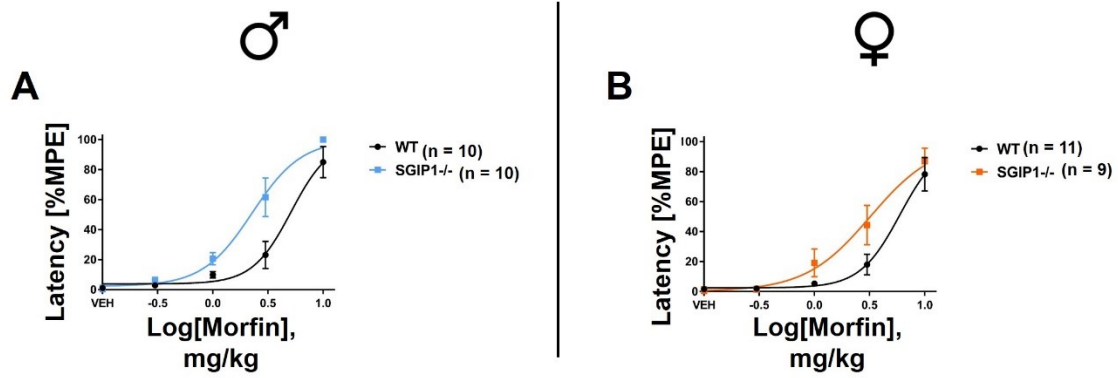 ♂
♀
A
Latency [%MPE]
100
80
60
40
20
0
VEH
-0.5
0.0
0.5
1.0
Log[Morfin],
mg/kg
WT (n = 10)
SGIP1-/- (n = 10)
B
Latency [%MPE]
100
80
60
40
20
0
VEH
-0.5
0.0
0.5
1.0
Log[Morfin],
mg/kg
WT (n = 11)
SGIP1-/- (n = 9)